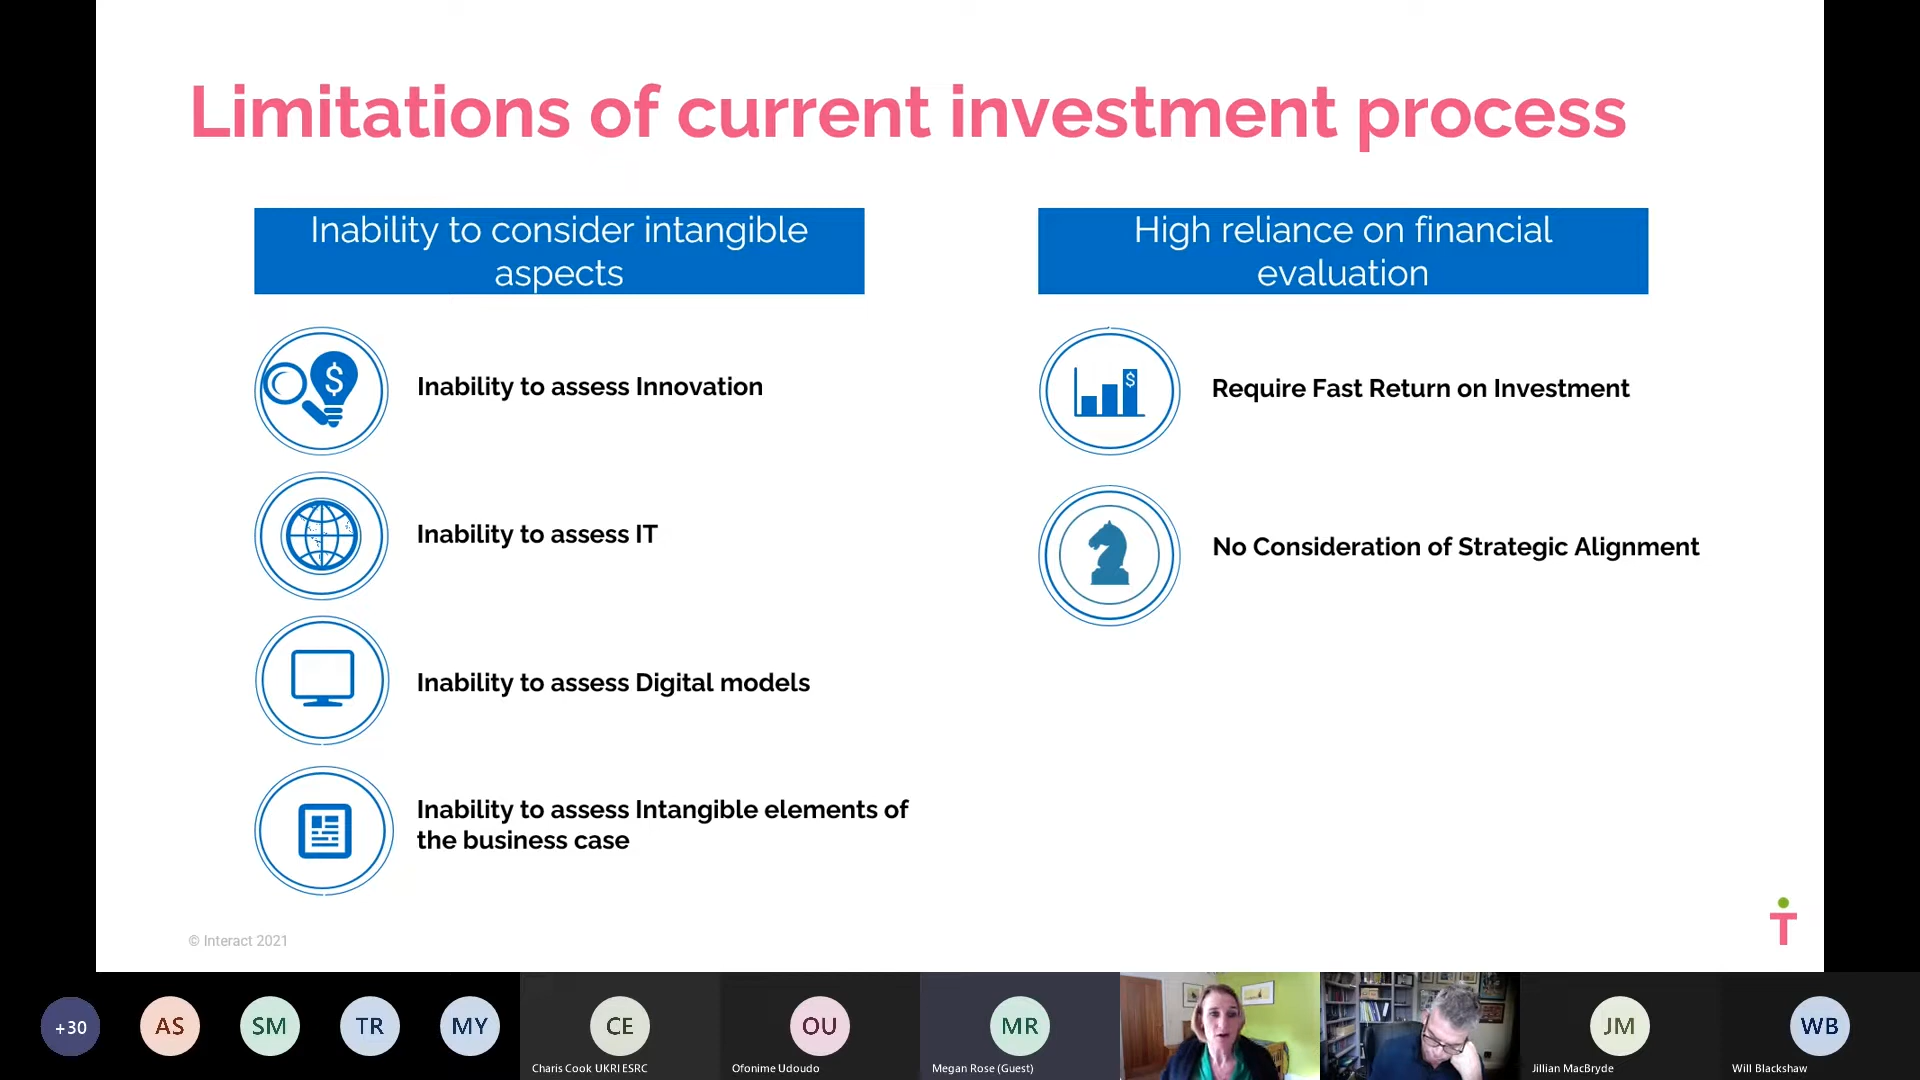 Limitations of current investment process
Inability to consider intangible
aspects
High reliance on financial
evaluation
$
Inability to assess Innovation
$
Require Fast Return on Investment
Inability to assess IT
No Consideration of Strategic Alignment
Inability to assess Digital models
Inability to assess Intangible elements of
the business case
© Interact 2021
+30
AS
SM
TR
MY
CE
Charis Cook UKRI ESRC
OU
Ofonime Udoudo
MR
Megan Rose (Guest)
JM
Jillian MacBryde
WB
Will Blackshaw